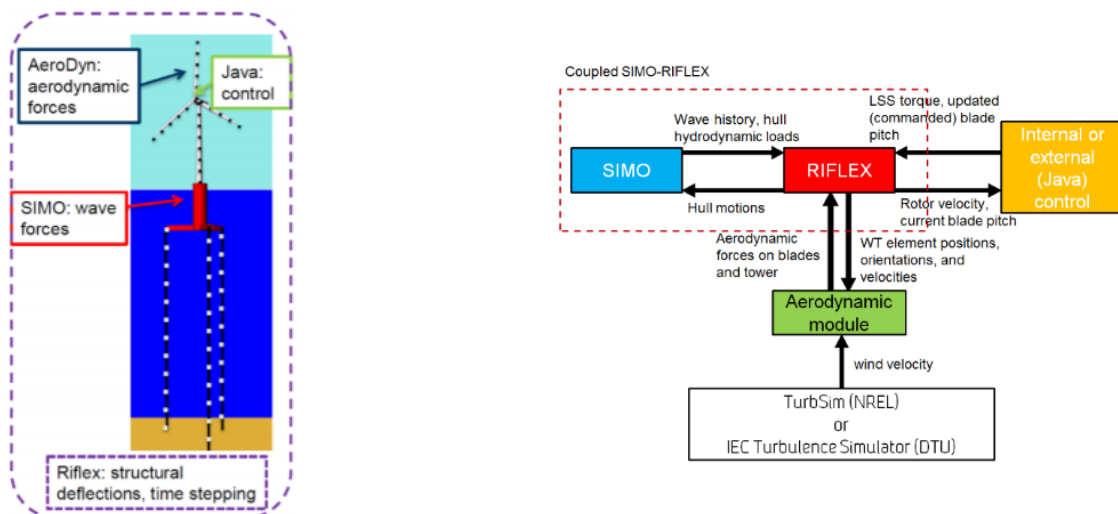 AeroDyn:
aerodynamic
forces
Java:
control
SIMO: wave
forces
Riflex: structural
deflections, time stepping
Coupled SIMO-RIFLEX
Wave history, hull
hydrodynamic loads
LSS torque, updated
(commanded) blade
pitch
SIMO
RIFLEX
Internal or
external
(Java)
control
Hull motions
Rotor velocity,
current blade pitch
Aerodynamic
forces on blades
and tower
WT element positions,
orientations, and
velocities
Aerodynamic
module
wind velocity
TurbSim (NREL)
or
IEC Turbulence Simulator (DTU)